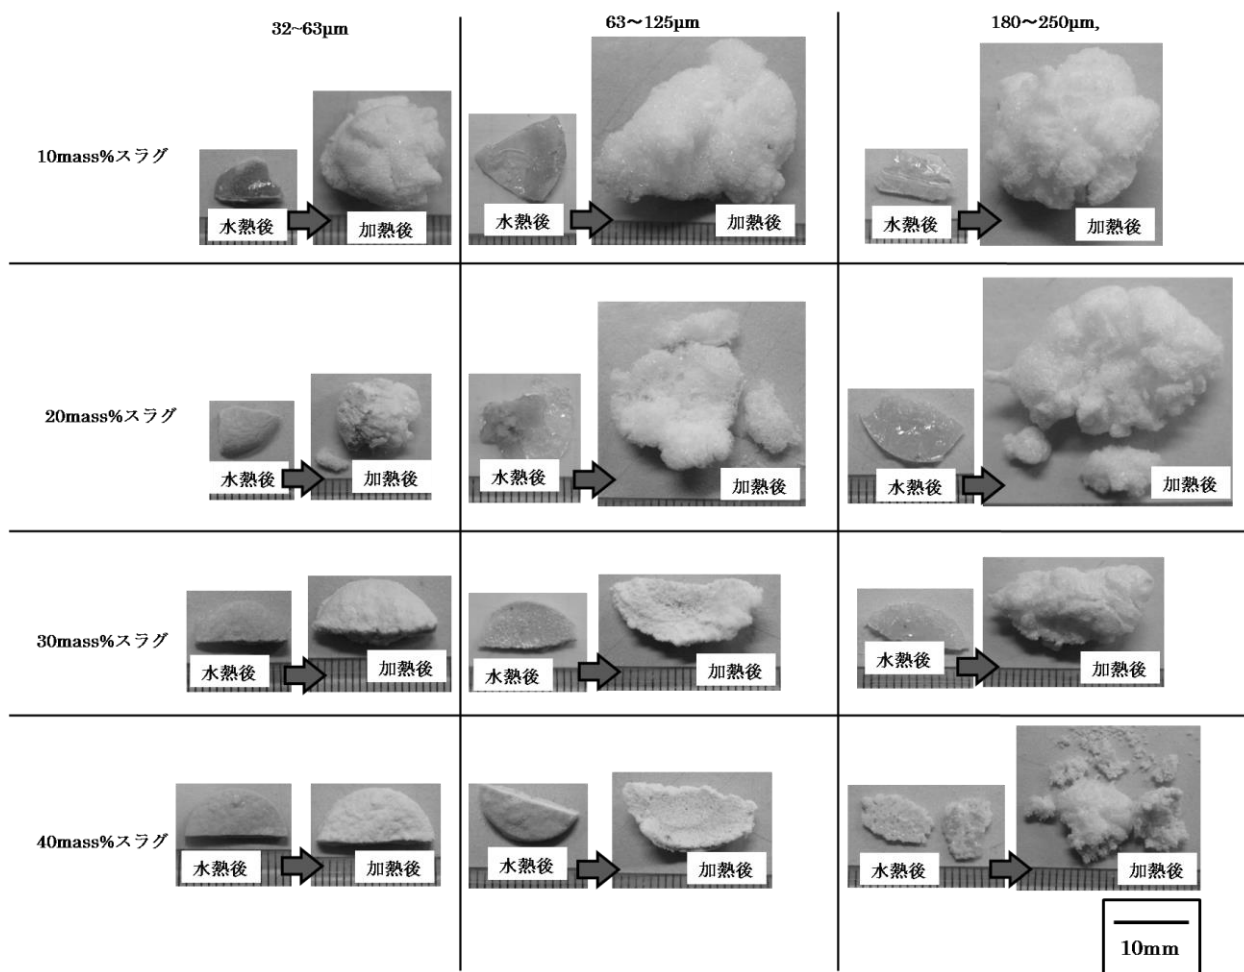 32~63μm
63～125μm
180～250μm,
10mass%スラグ
水熱後
加熱後
水熱後
加熱後
水熱後
加熱後
20mass%スラグ
水熱後
加熱後
水熱後
加熱後
水熱後
加熱後
30mass%スラグ
水熱後
加熱後
水熱後
加熱後
水熱後
加熱後
40mass%スラグ
水熱後
加熱後
水熱後
加熱後
水熱後
加熱後
10mm